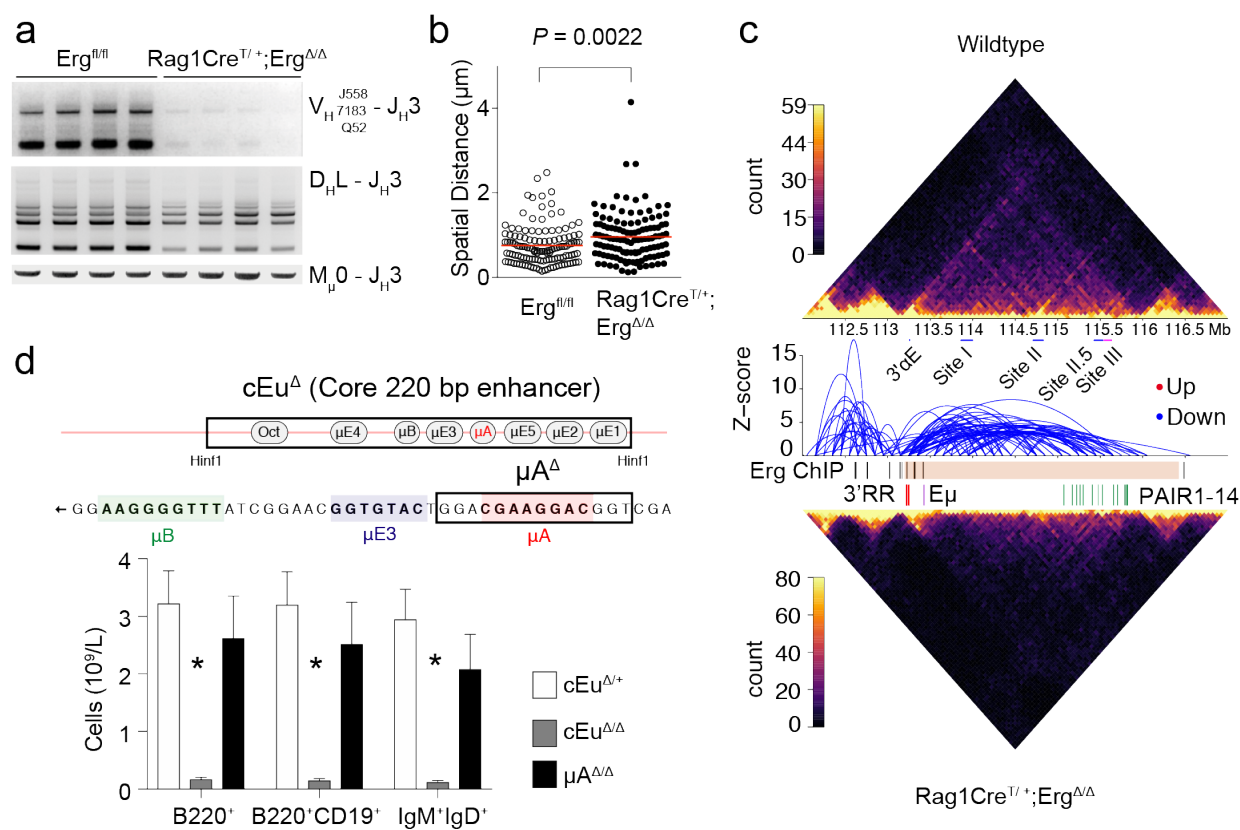 a
Erg^fl/fl Rag1Cre^T/+;Erg^Δ/Δ
J558
V_H 7183 - J_H3
Q52
D_HL - J_H3
M_μ0 - J_H3
b
P = 0.0022
Spatial Distance (μm)
4
2
0
Erg^fl/fl
Rag1Cre^T/+;
Erg^Δ/Δ
c
Wildtype
count
59
44
30
15
0
112.5 113 113.5 114 114.5 115 115.5 116 116.5 Mb
3'αE
Site I
Site II
Site II.5
Site III
Z-score
15
10
5
0
Up
Down
Erg ChIP
3'RR Eμ PAIR1-14
count
80
60
40
20
0
Rag1Cre^T/+;Erg^Δ/Δ
d
cEu^Δ (Core 220 bp enhancer)
Oct μE4 μB μE3 μA μE5 μE2 μE1
Hinf1 Hinf1
μA^Δ
←GGAAGGGGTTTATCGGAACGGTGTACTGGACGAAGGACGGTCGA
μB μE3 μA
Cells (10^9/L)
4
3
2
1
0
* * *
B220^+ B220^+CD19^+ IgM^+IgD^+
cEu^Δ/+
cEu^Δ/Δ
μA^Δ/Δ